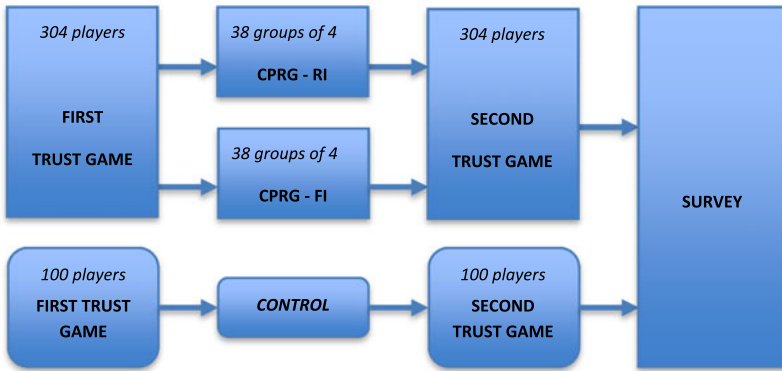 304 players
FIRST
TRUST GAME
38 groups of 4
CPRG - RI
38 groups of 4
CPRG - FI
304 players
SECOND
TRUST GAME
SURVEY
100 players
FIRST TRUST
GAME
CONTROL
100 players
SECOND
TRUST GAME